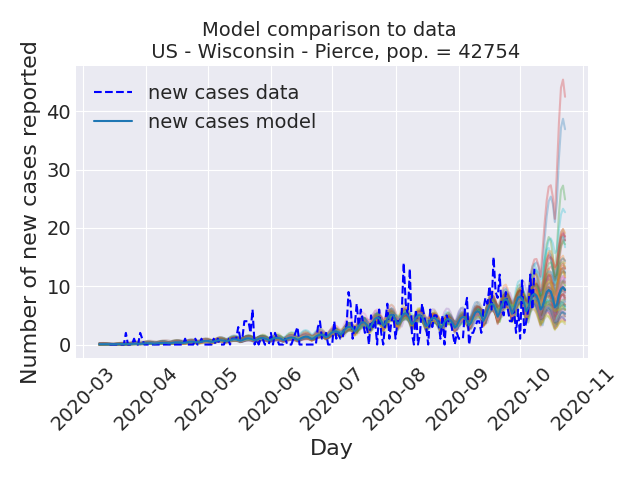 Model comparison to data
US - Wisconsin - Pierce, pop. = 42754
Number of new cases reported
40
30
20
10
0
new cases data
new cases model
2020-03
2020-04
2020-05
2020-06
2020-07
2020-08
2020-09
2020-10
2020-11
Day